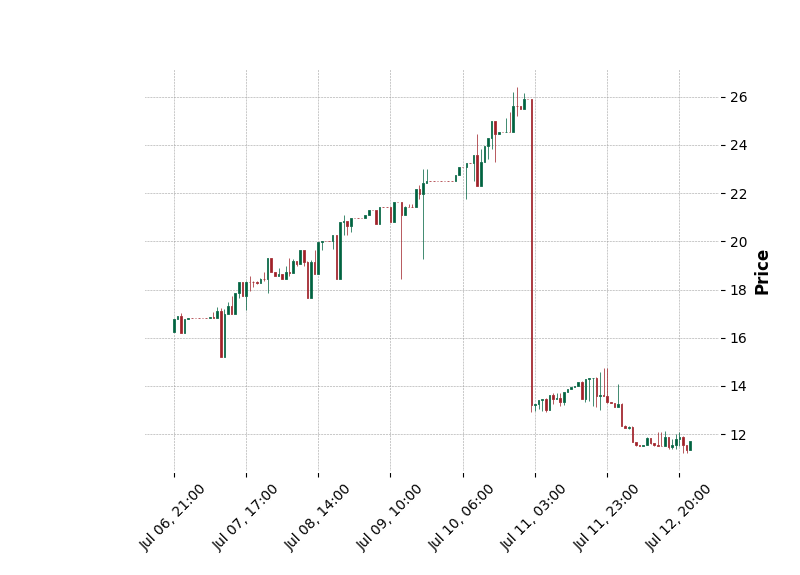 26
24
22
20
18
16
14
12
Price
Jul 06, 21:00
Jul 07, 17:00
Jul 08, 14:00
Jul 09, 10:00
Jul 10, 06:00
Jul 11, 03:00
Jul 11, 23:00
Jul 12, 20:00